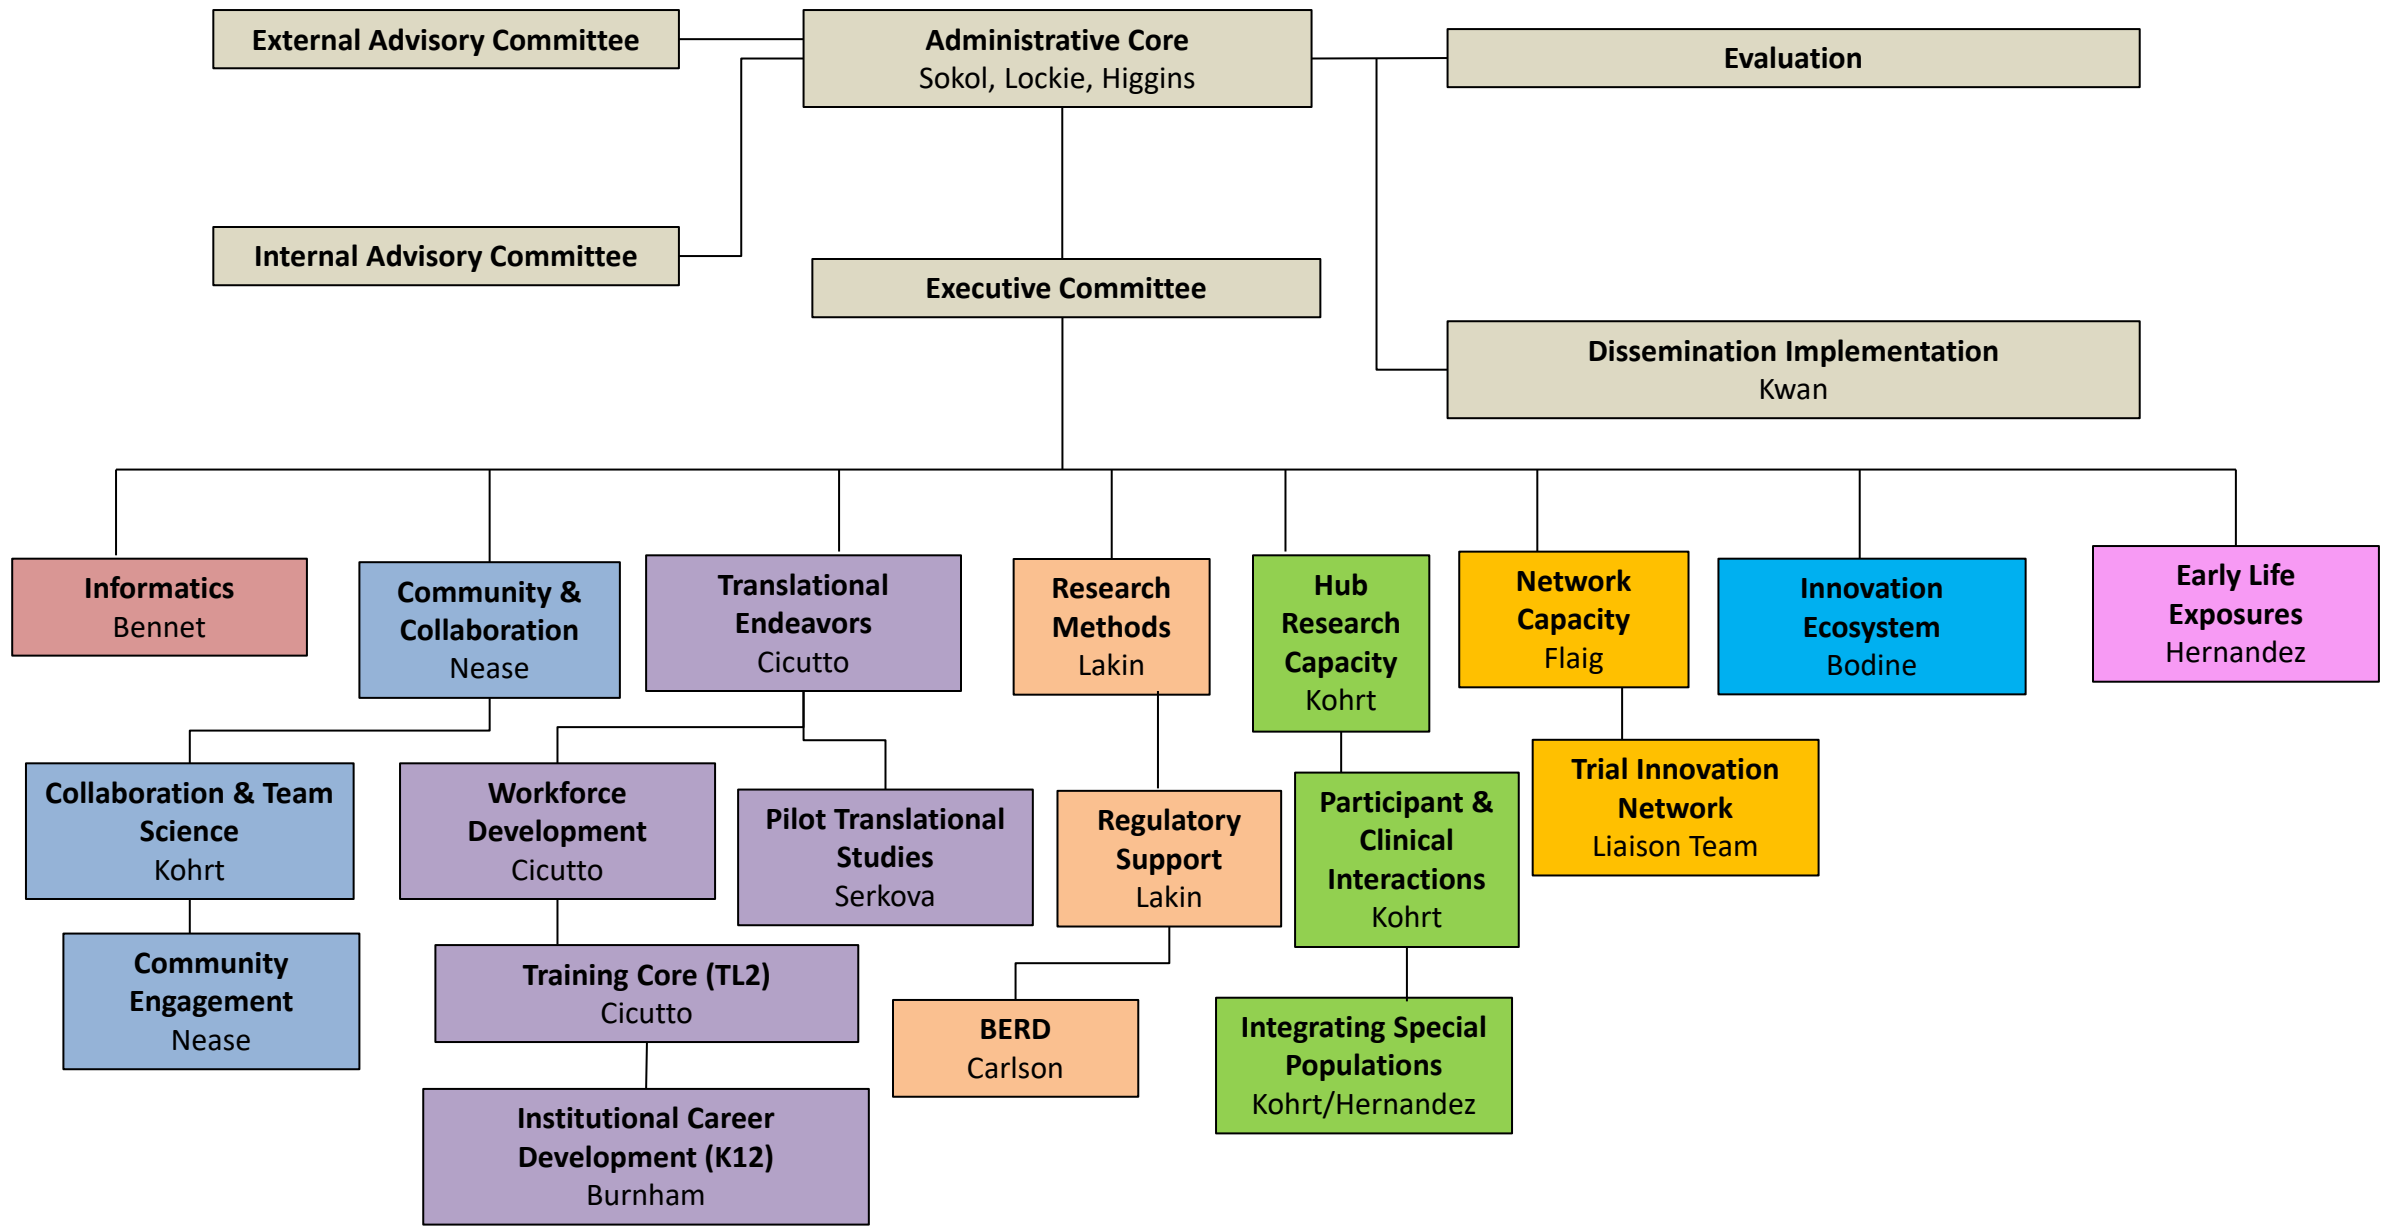 External Advisory Committee
Administrative Core
Sokol, Lockie, Higgins
Evaluation
Internal Advisory Committee
Executive Committee
Dissemination Implementation
Kwan
Informatics
Bennet
Community &
Collaboration
Nease
Translational
Endeavors
Cicutto
Research
Methods
Lakin
Hub
Research
Capacity
Kohrt
Network
Capacity
Flaig
Innovation
Ecosystem
Bodine
Early Life
Exposures
Hernandez
Collaboration & Team
Science
Kohrt
Workforce
Development
Cicutto
Pilot Translational
Studies
Serkova
Regulatory
Support
Lakin
Participant &
Clinical
Interactions
Kohrt
Trial Innovation
Network
Liaison Team
Community
Engagement
Nease
Training Core (TL2)
Cicutto
BERD
Carlson
Integrating Special
Populations
Kohrt/Hernandez
Institutional Career
Development (K12)
Burnham